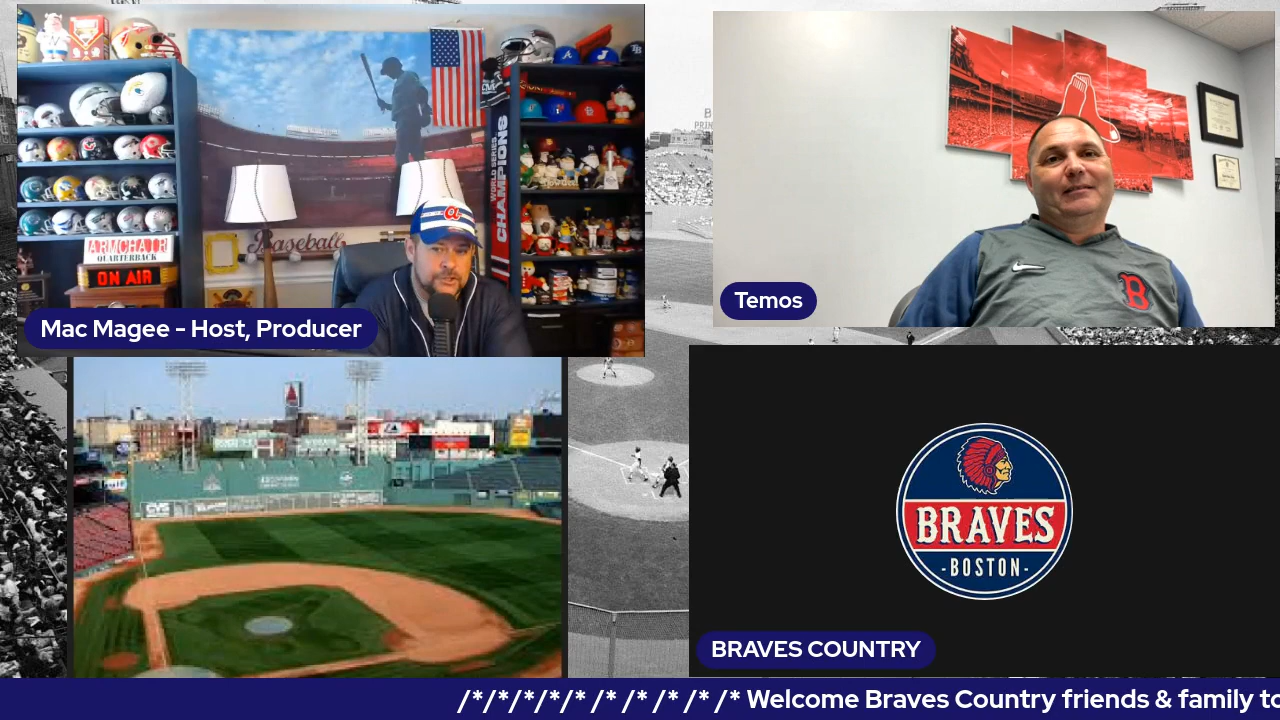 WORLD SERIES
CHAMPIONS
Baseball
ARMCHAIR
QUARTERBACK
ON AIR
Mac Magee - Host, Producer
B
Temos
BRAVES
-BOSTON-
BRAVES COUNTRY
/*/*/*/*/* /* /* /* /* /* Welcome Braves Country friends & family to